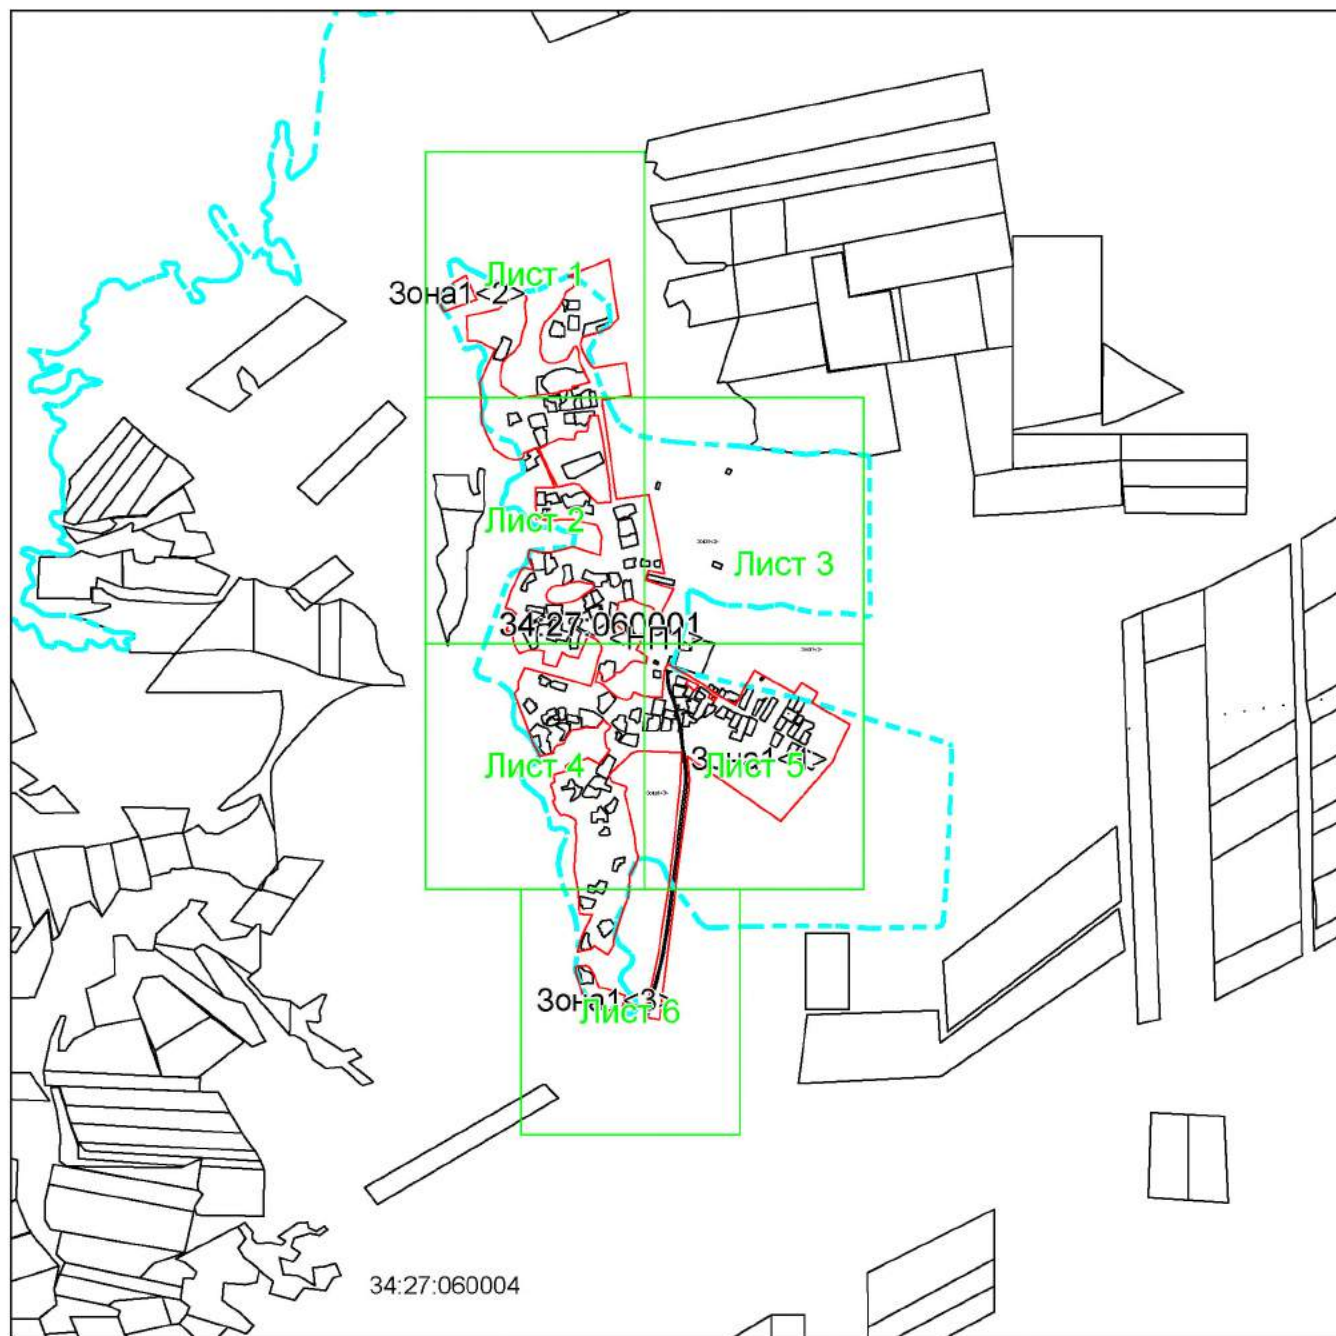 Лист 1
Зона1<2>
Лист 2
Лист 3
34:27:060001
НП1
Зона1<1>
Лист 4
Лист 5
Зона1<3>
Лист 6
34:27:060004